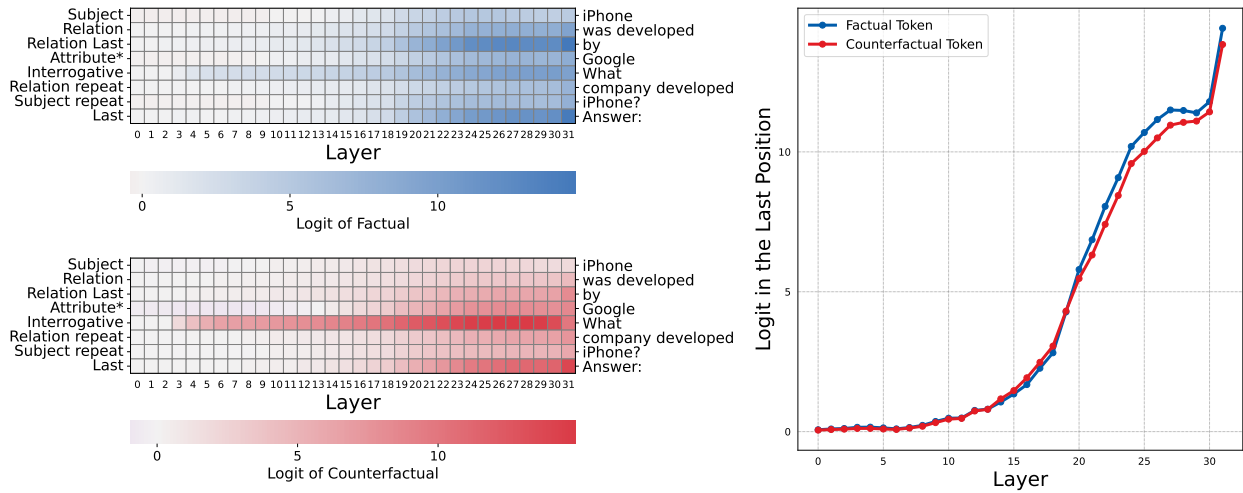 Subject iPhone
Relation was developed
Relation Last by
Attribute* Google
Interrogative What
Relation repeat company developed
Subject repeat iPhone?
Last Answer:
0 1 2 3 4 5 6 7 8 9 10 11 12 13 14 15 16 17 18 19 20 21 22 23 24 25 26 27 28 29 30 31
Layer
0 5 10
Logit of Factual
Subject iPhone
Relation was developed
Relation Last by
Attribute* Google
Interrogative What
Relation repeat company developed
Subject repeat iPhone?
Last Answer:
0 1 2 3 4 5 6 7 8 9 10 11 12 13 14 15 16 17 18 19 20 21 22 23 24 25 26 27 28 29 30 31
Layer
0 5 10
Logit of Counterfactual
Factual Token
Counterfactual Token
Logit in the Last Position
10
5
0
0 5 10 15 20 25 30
Layer